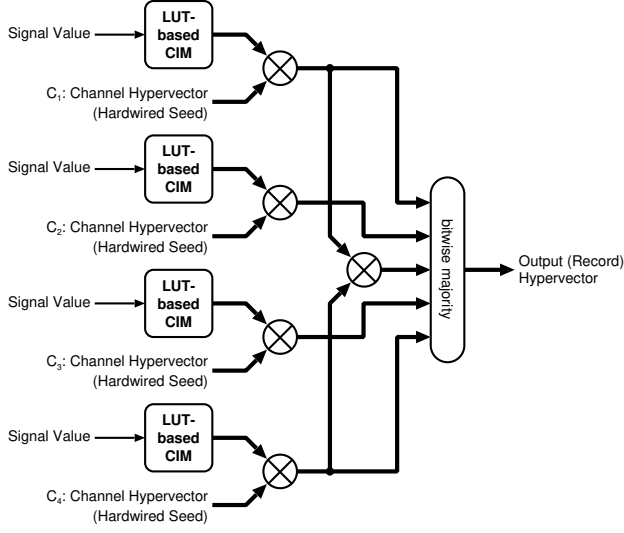 Signal Value
LUT-
based
CIM
C₁: Channel Hypervector
(Hardwired Seed)
Signal Value
LUT-
based
CIM
C₂: Channel Hypervector
(Hardwired Seed)
bitwise majority
Output (Record)
Hypervector
Signal Value
LUT-
based
CIM
C₃: Channel Hypervector
(Hardwired Seed)
Signal Value
LUT-
based
CIM
C₄: Channel Hypervector
(Hardwired Seed)